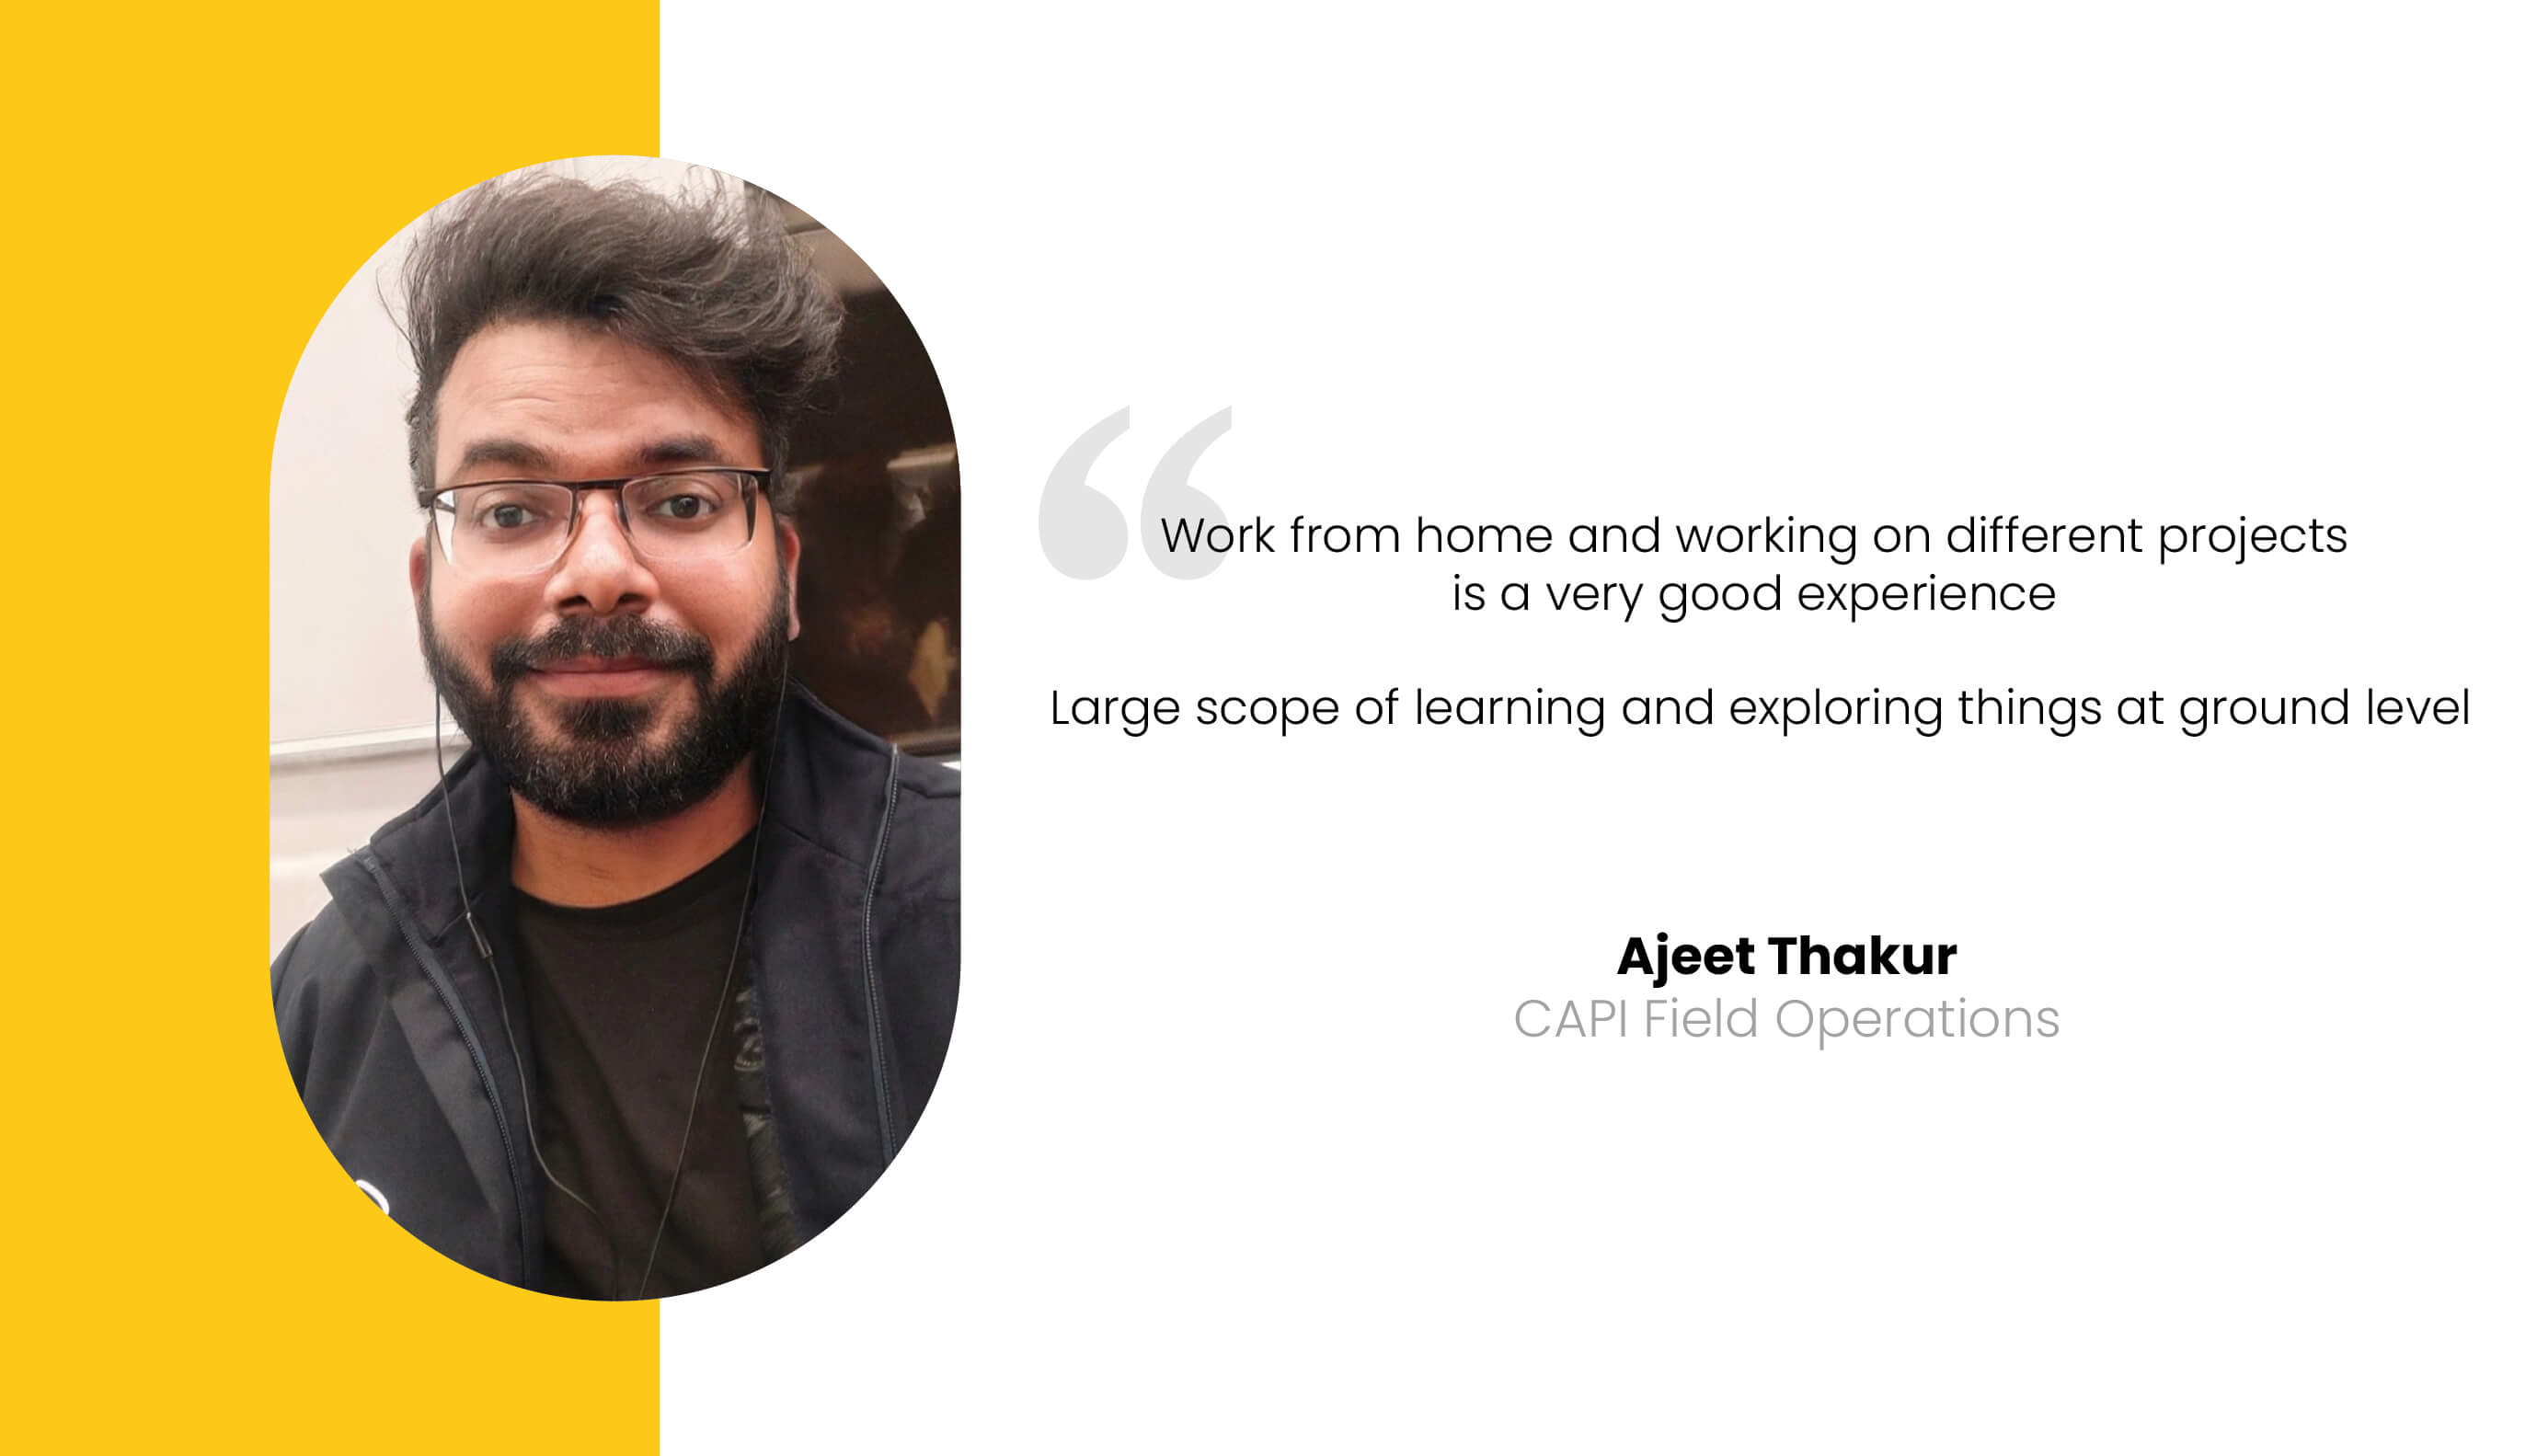 “
Work from home and working on different projects
is a very good experience
Large scope of learning and exploring things at ground level
Ajeet Thakur
CAPI Field Operations